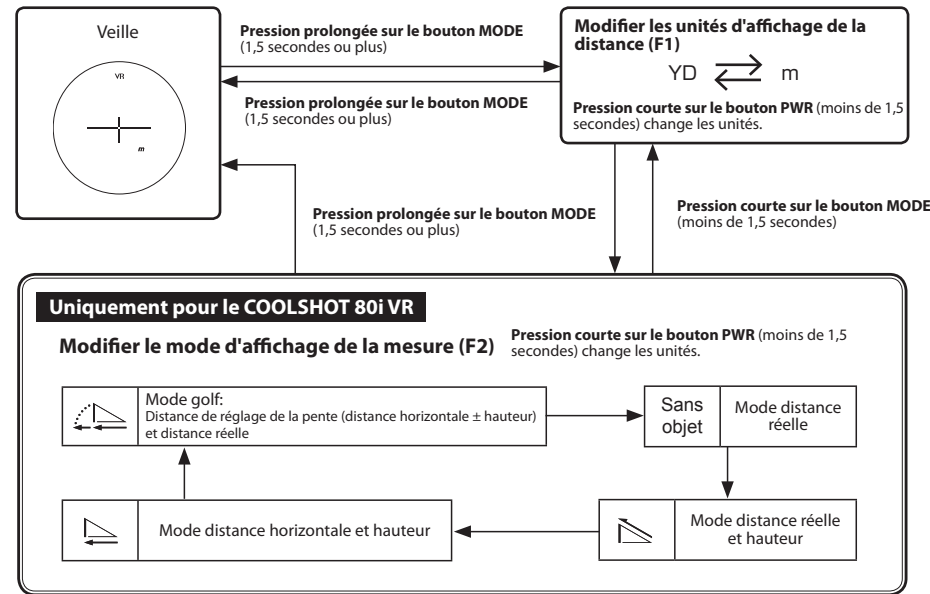 Veille
VR
m
Pression prolongée sur le bouton MODE
(1,5 secondes ou plus)
Pression prolongée sur le bouton MODE
(1,5 secondes ou plus)
Modifier les unités d'affichage de la
distance (F1)
YD m
Pression courte sur le bouton PWR (moins de 1,5
secondes) change les unités.
Pression prolongée sur le bouton MODE
(1,5 secondes ou plus)
Pression courte sur le bouton MODE
(moins de 1,5 secondes)
Uniquement pour le COOLSHOT 80i VR
Modifier le mode d'affichage de la mesure (F2)
Pression courte sur le bouton PWR (moins de 1,5
secondes) change les unités.
Mode golf:
Distance de réglage de la pente (distance horizontale ± hauteur)
et distance réelle
Sans
objet
Mode distance
réelle
Mode distance horizontale et hauteur
Mode distance réelle
et hauteur